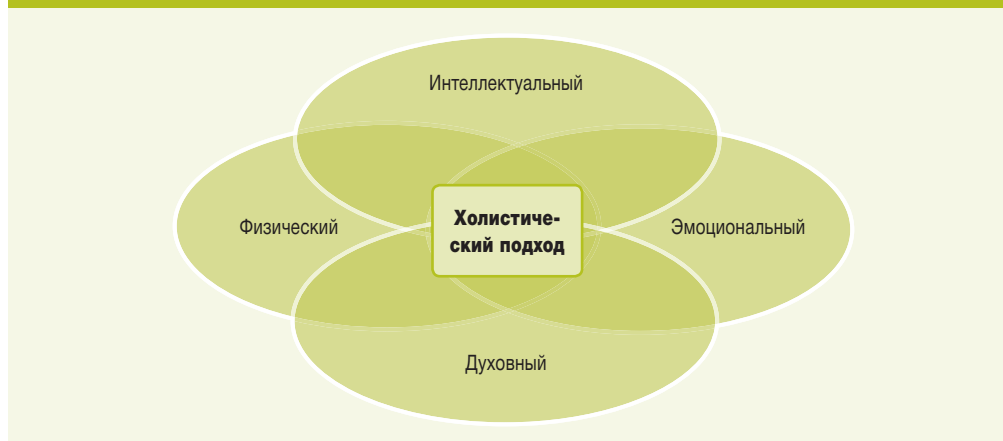 Интеллектуальный
Физический
Холистиче-
ский подход
Эмоциональный
Духовный